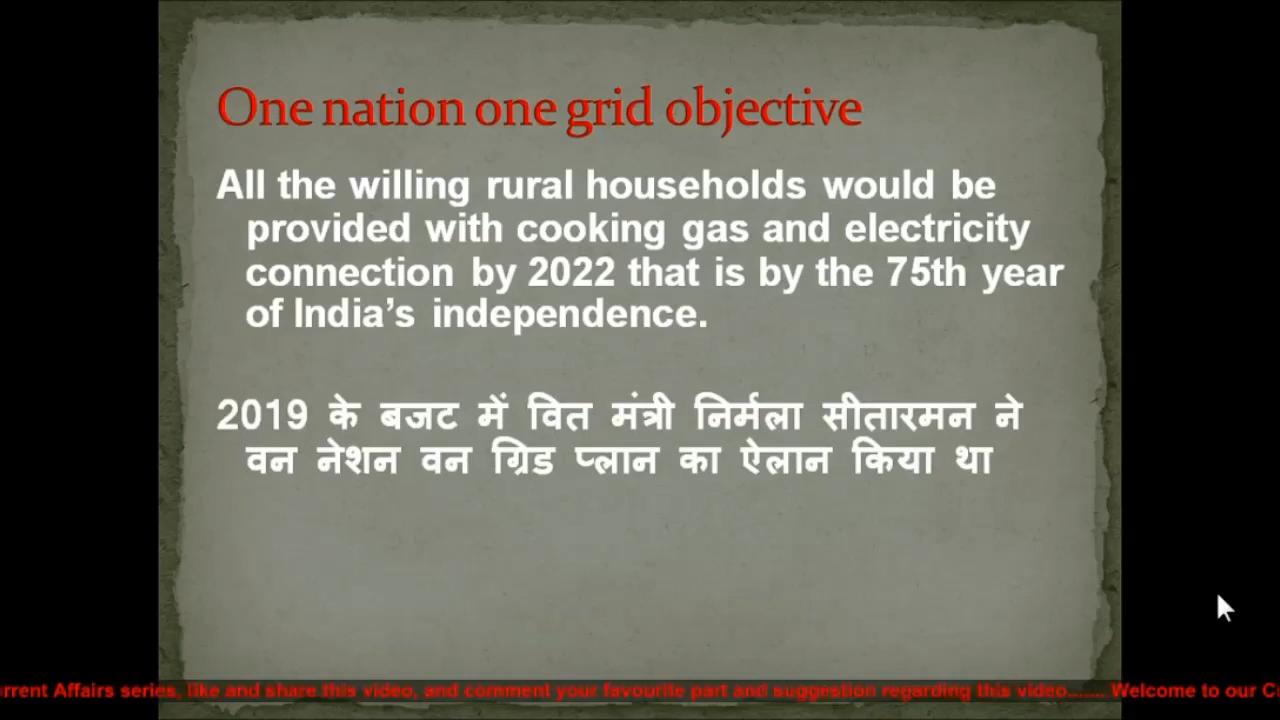 One nation one grid objective
All the willing rural households would be
provided with cooking gas and electricity
connection by 2022 that is by the 75th year
of India’s independence.
2019 के बजट में वित मंत्री निर्मला सीतारमन ने
वन नेशन वन ग्रिड प्लान का ऐलान किया था
rrent Affairs series, like and share this video, and comment your favourite part and suggestion regarding this video....... Welcome to our C